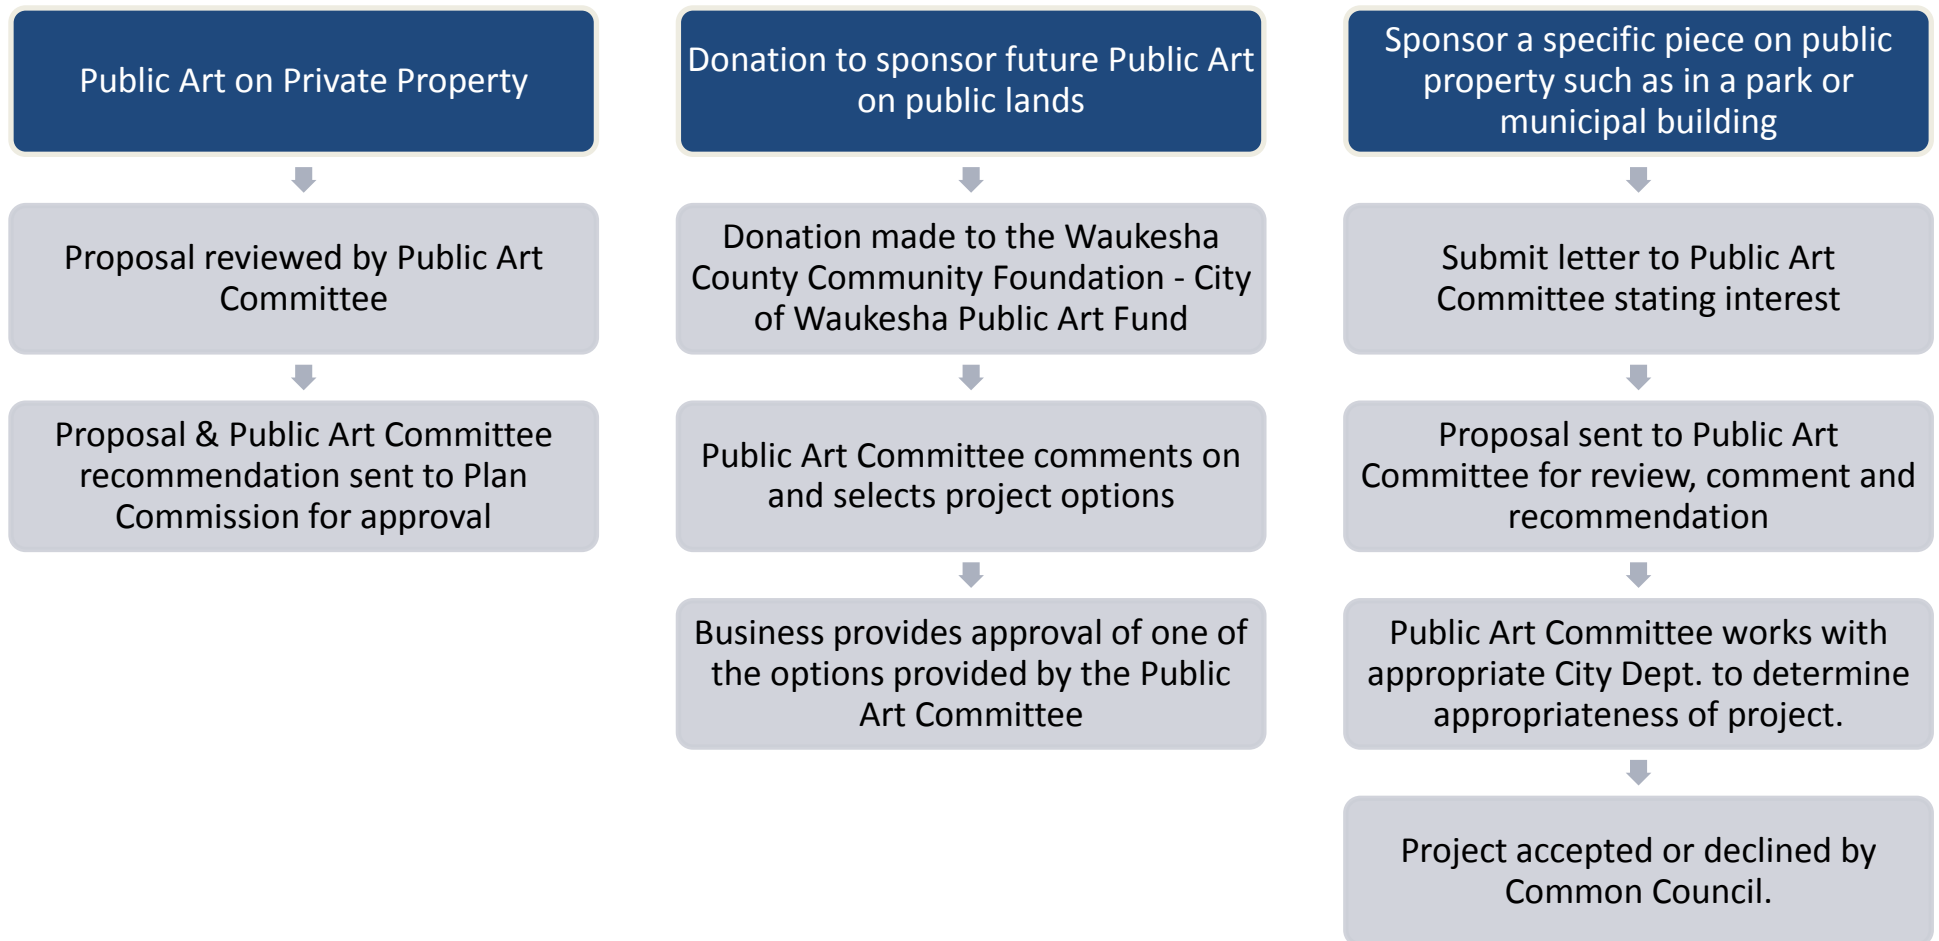 Public Art on Private Property
Proposal reviewed by Public Art
Committee
Proposal & Public Art Committee
recommendation sent to Plan
Commission for approval
Donation to sponsor future Public Art
on public lands
Donation made to the Waukesha
County Community Foundation - City
of Waukesha Public Art Fund
Public Art Committee comments on
and selects project options
Business provides approval of one of
the options provided by the Public
Art Committee
Sponsor a specific piece on public
property such as in a park or
municipal building
Submit letter to Public Art
Committee stating interest
Proposal sent to Public Art
Committee for review, comment and
recommendation
Public Art Committee works with
appropriate City Dept. to determine
appropriateness of project.
Project accepted or declined by
Common Council.